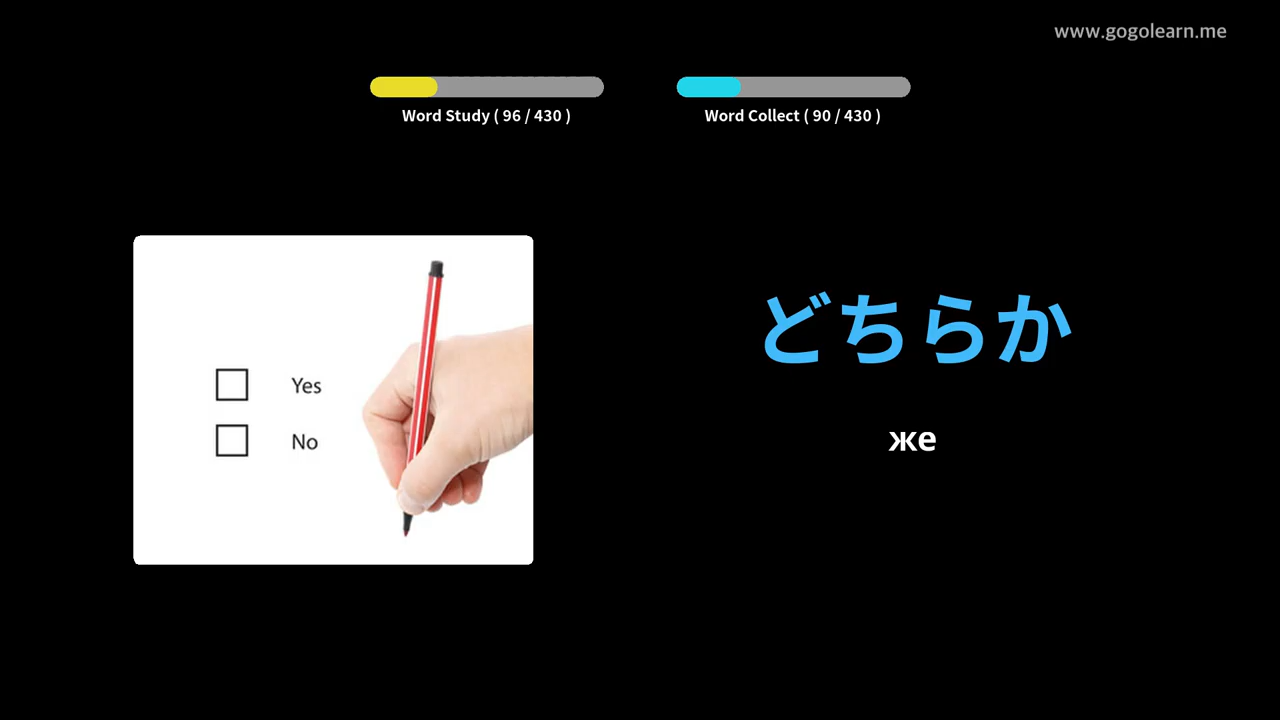 www.gogolearn.me
Word Study ( 96 / 430 )
Word Collect ( 90 / 430 )
Yes
No
どちらか
же